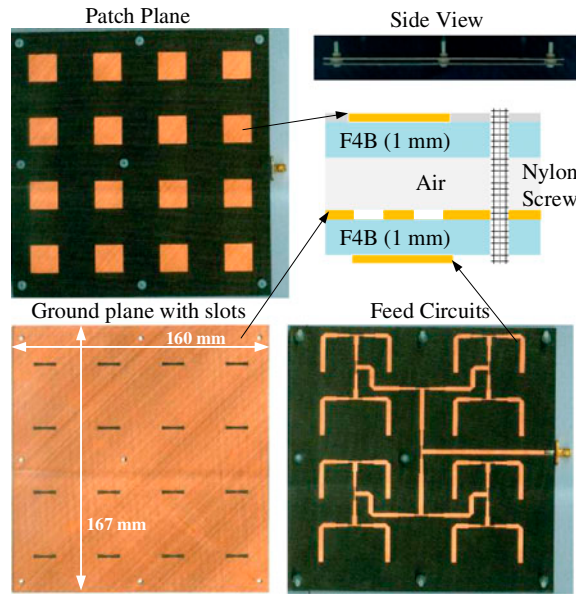 Patch Plane
Side View
F4B (1 mm)
Air
Nylon
Screw
F4B (1 mm)
Ground plane with slots
Feed Circuits
160 mm
167 mm